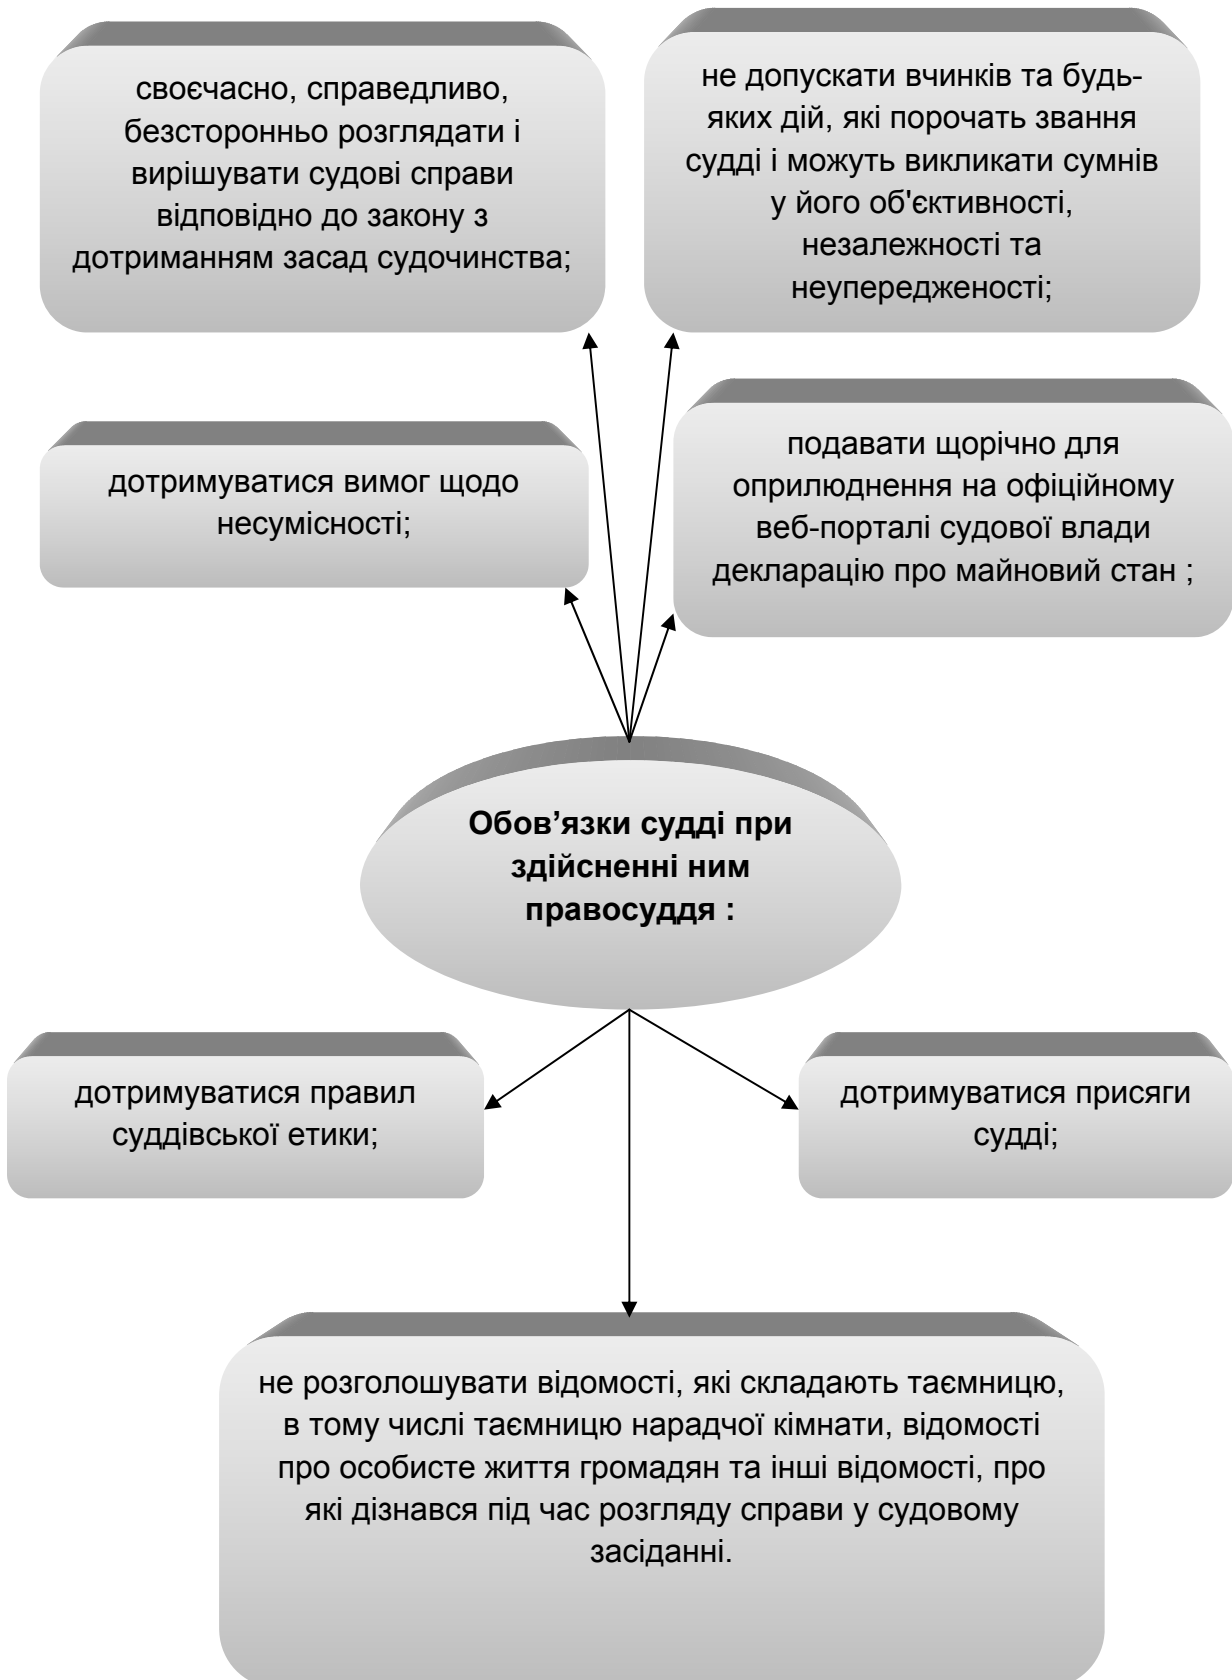 своєчасно, справедливо,
безсторонньо розглядати і
вирішувати судові справи
відповідно до закону з
дотриманням засад судочинства;
не допускати вчинків та будь-
яких дій, які порочать звання
судді і можуть викликати сумнів
у його об'єктивності,
незалежності та
неупередженості;
дотримуватися вимог щодо
несумісності;
подавати щорічно для
оприлюднення на офіційному
веб-порталі судової влади
декларацію про майновий стан ;
Обов’язки судді при
здійсненні ним
правосуддя :
дотримуватися правил
суддівської етики;
дотримуватися присяги
судді;
не розголошувати відомості, які складають таємницю,
в тому числі таємницю нарадчої кімнати, відомості
про особисте життя громадян та інші відомості, про
які дізнався під час розгляду справи у судовому
засіданні.